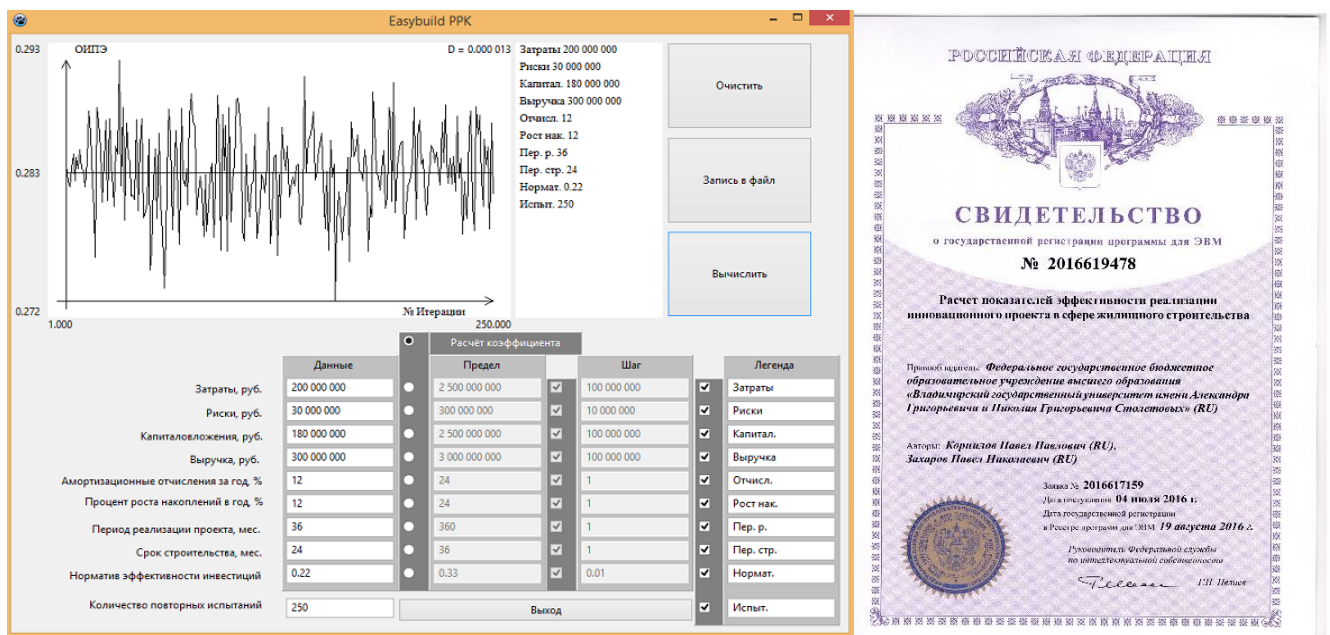 Easybuild PPK
0.293
ОИПЭ
D = 0.000 013
0.283
0.272
1.000
№ Итерации
250.000
Затраты 200 000 000
Риски 30 000 000
Капитал. 180 000 000
Выручка 300 000 000
Отчисл. 12
Рост нак. 12
Пер. р. 36
Пер. стр. 24
Нормат. 0.22
Испыт. 250
Очистить
Запись в файл
Вычислить
Расчёт коэффициента
Данные Предел Шаг Легенда
Затраты, руб. 200 000 000 2 500 000 000 100 000 000 Затраты
Риски, руб. 30 000 000 300 000 000 10 000 000 Риски
Капиталовложения, руб. 180 000 000 2 500 000 000 100 000 000 Капитал.
Выручка, руб. 300 000 000 3 000 000 000 100 000 000 Выручка
Амортизационные отчисления за год, % 12 24 1 Отчисл.
Процент роста накоплений в год, % 12 24 1 Рост нак.
Период реализации проекта, мес. 36 360 1 Пер. р.
Срок строительства, мес. 24 36 1 Пер. стр.
Норматив эффективности инвестиций 0.22 0.33 0.01 Нормат.
Количество повторных испытаний 250 Выход Испыт.
РОССИЙСКАЯ ФЕДЕРАЦИЯ
СВИДЕТЕЛЬСТВО
о государственной регистрации программы для ЭВМ
№ 2016619478
Расчет показателей эффективности реализации
инновационного проекта в сфере жилищного строительства
Правообладатель: Федеральное государственное бюджетное
образовательное учреждение высшего образования
«Владимирский государственный университет имени Александра
Григорьевича и Николая Григорьевича Столетовых» (RU)
Авторы: Корнилов Павел Павлович (RU),
Захаров Павел Николаевич (RU)
Заявка № 2016617159
Дата поступления 04 июля 2016 г.
Дата государственной регистрации
в Реестре программ для ЭВМ 19 августа 2016 г.
Руководитель Федеральной службы
по интеллектуальной собственности
Г.П. Ивлиев